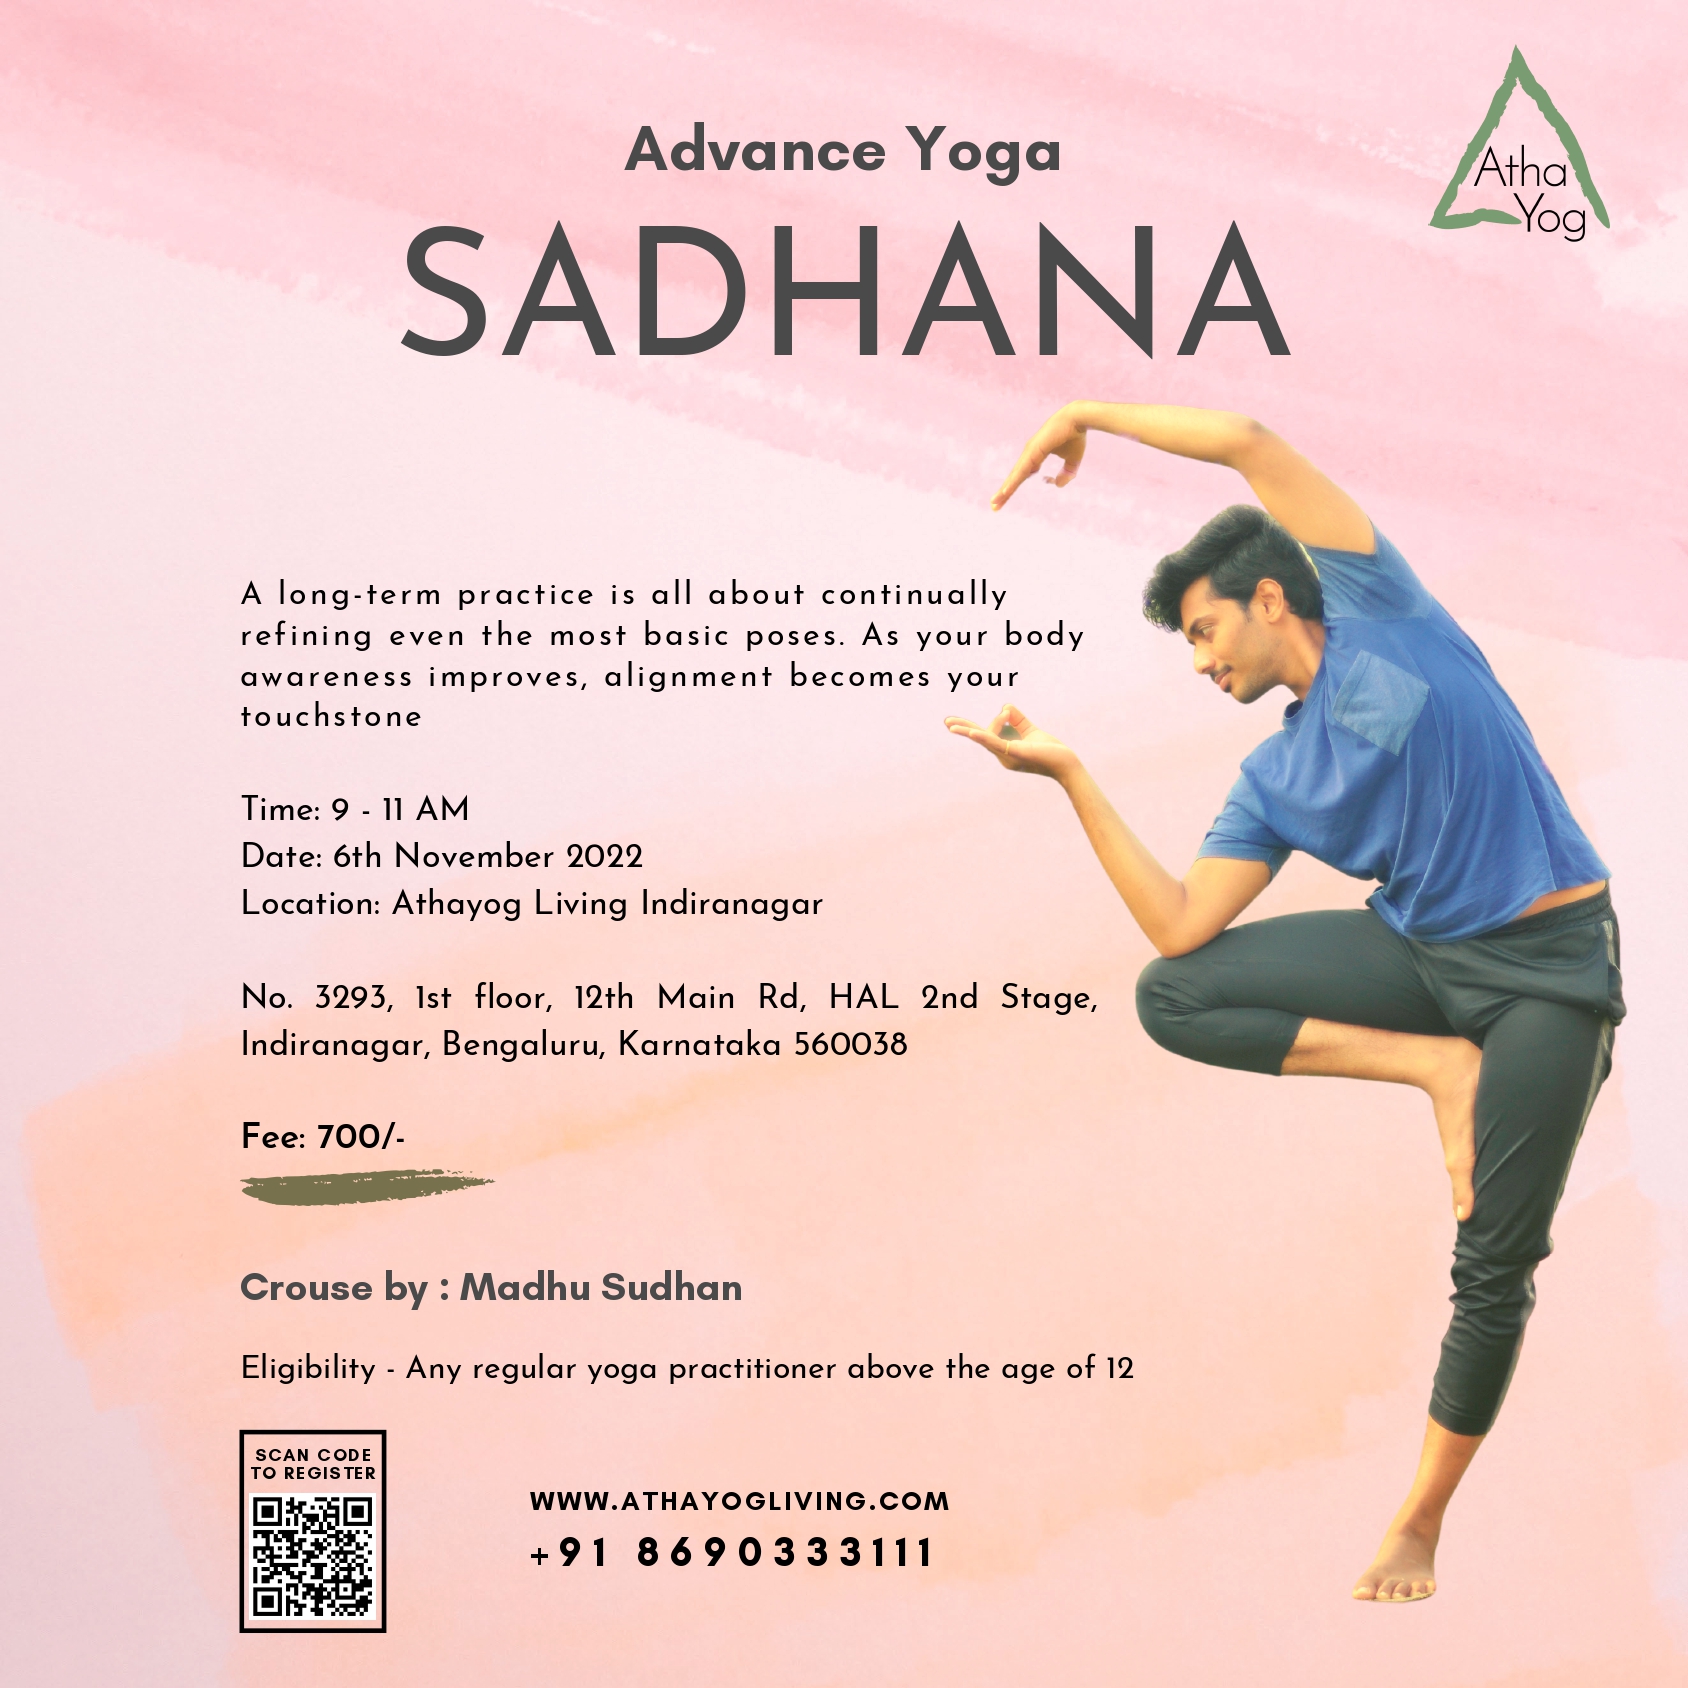 Atha
Yog
Advance Yoga
SADHANA
A long-term practice is all about continually
refining even the most basic poses. As your body
awareness improves, alignment becomes your
touchstone
Time: 9 - 11 AM
Date: 6th November 2022
Location: Athayog Living Indiranagar
No. 3293, 1st floor, 12th Main Rd, HAL 2nd Stage,
Indiranagar, Bengaluru, Karnataka 560038
Fee: 700/-
Crouse by : Madhu Sudhan
Eligibility - Any regular yoga practitioner above the age of 12
SCAN CODE
TO REGISTER
WWW.ATHAYOGLIVING.COM
+91 8690333111